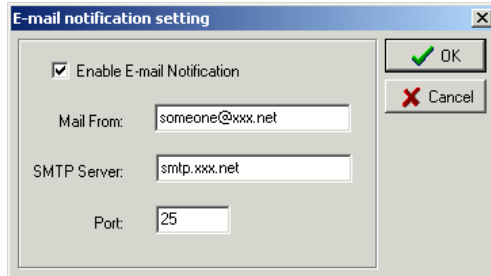 E-mail notification setting
OK
Enable E-mail Notification
Cancel
Mail From: someone@xxx.net
SMTP Server: smtp.xxx.net
Port: 25